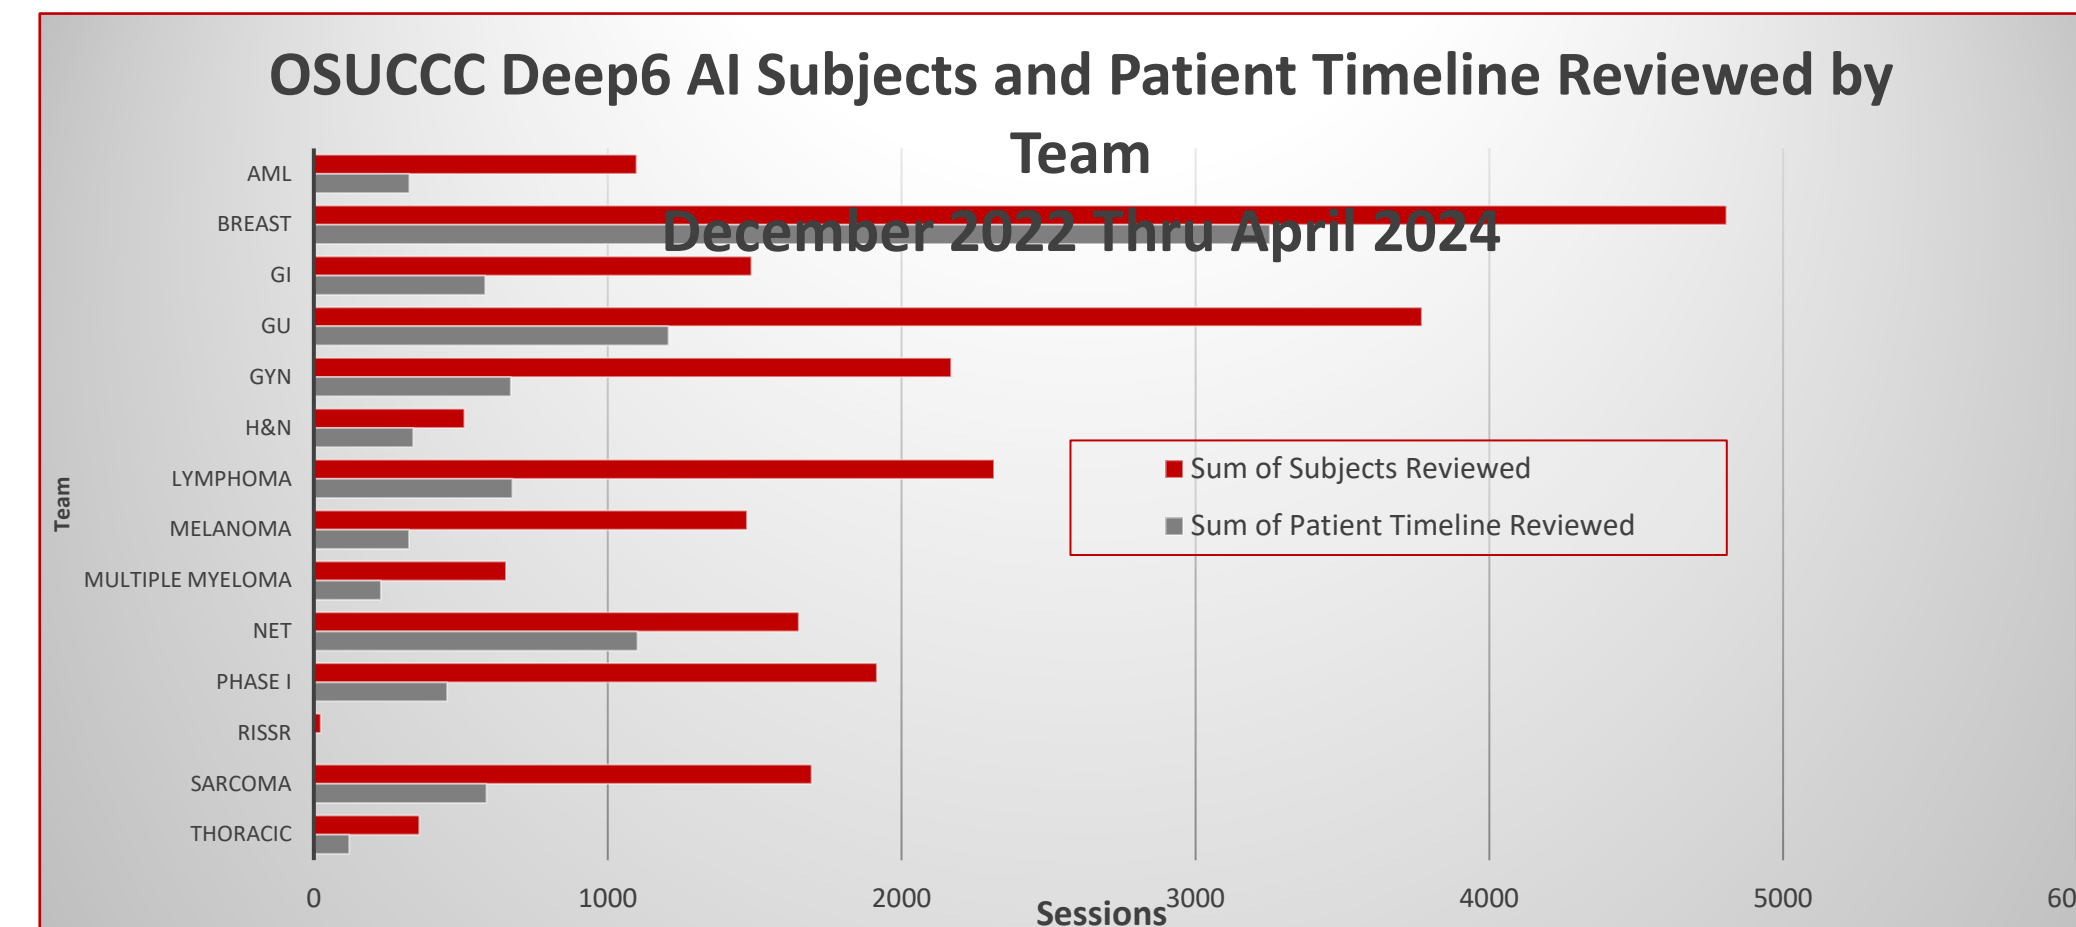 OSUCCC Deep6 AI Subjects and Patient Timeline Reviewed by
Team
December 2022 Thru April 2024
AML
BREAST
GI
GU
GYN
H&N
LYMPHOMA
MELANOMA
MULTIPLE MYELOMA
NET
PHASE I
RISSR
SARCOMA
THORACIC
Team
Sum of Subjects Reviewed
Sum of Patient Timeline Reviewed
0 1000 2000 3000 4000 5000 60
Sessions